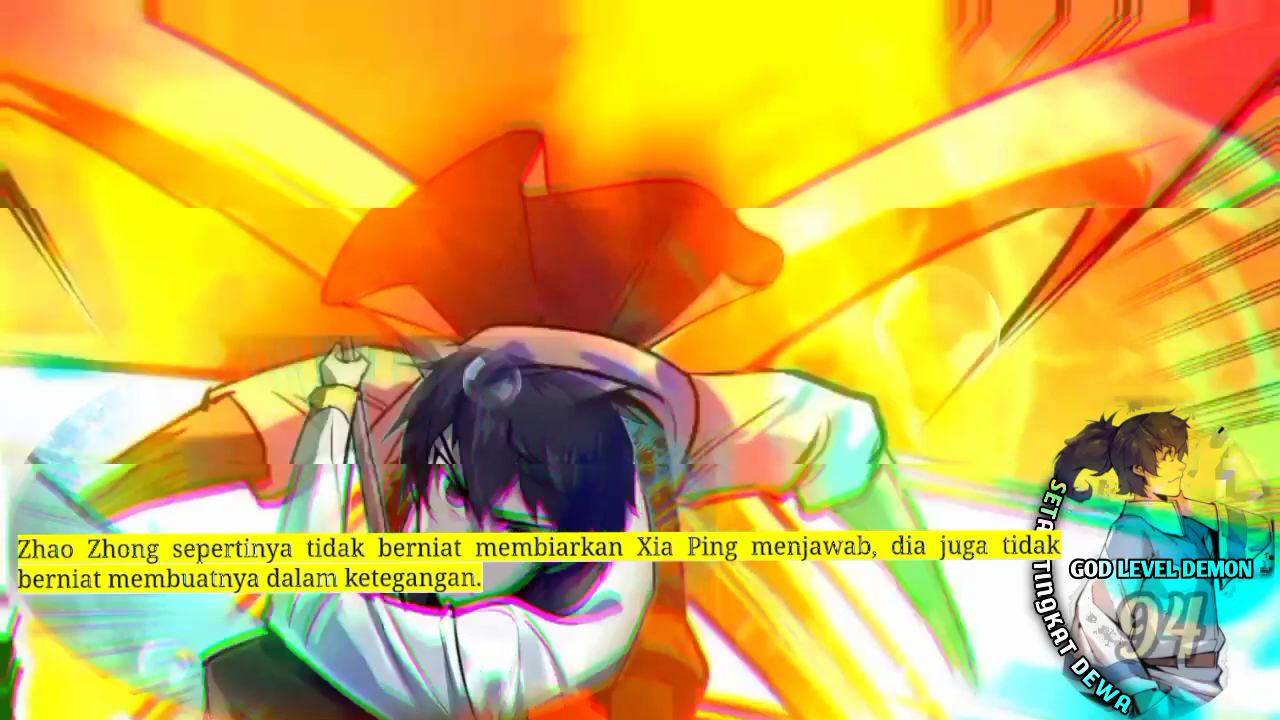 Zhao Zhong sepertinya tidak berniat membiarkan Xia Ping menjawab, dia juga tidak
berniat membuatnya dalam ketegangan.
GOD LEVEL DEMON
94
SETAN TINGKAT DEWA